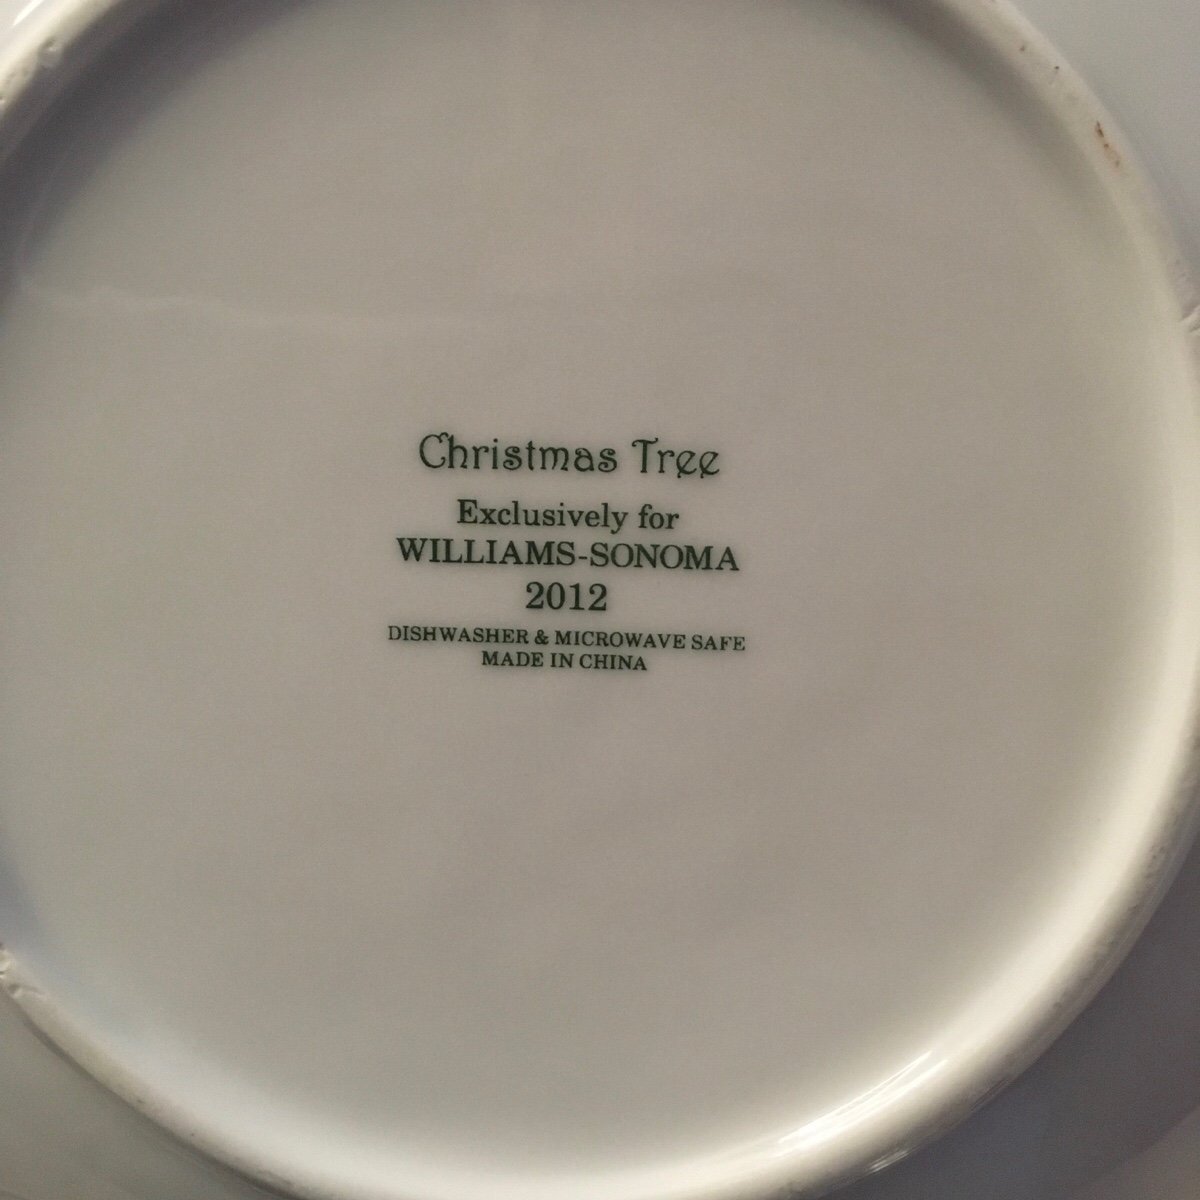 Christmas Tree
Exclusively for
WILLIAMS-SONOMA
2012
DISHWASHER & MICROWAVE SAFE
MADE IN CHINA